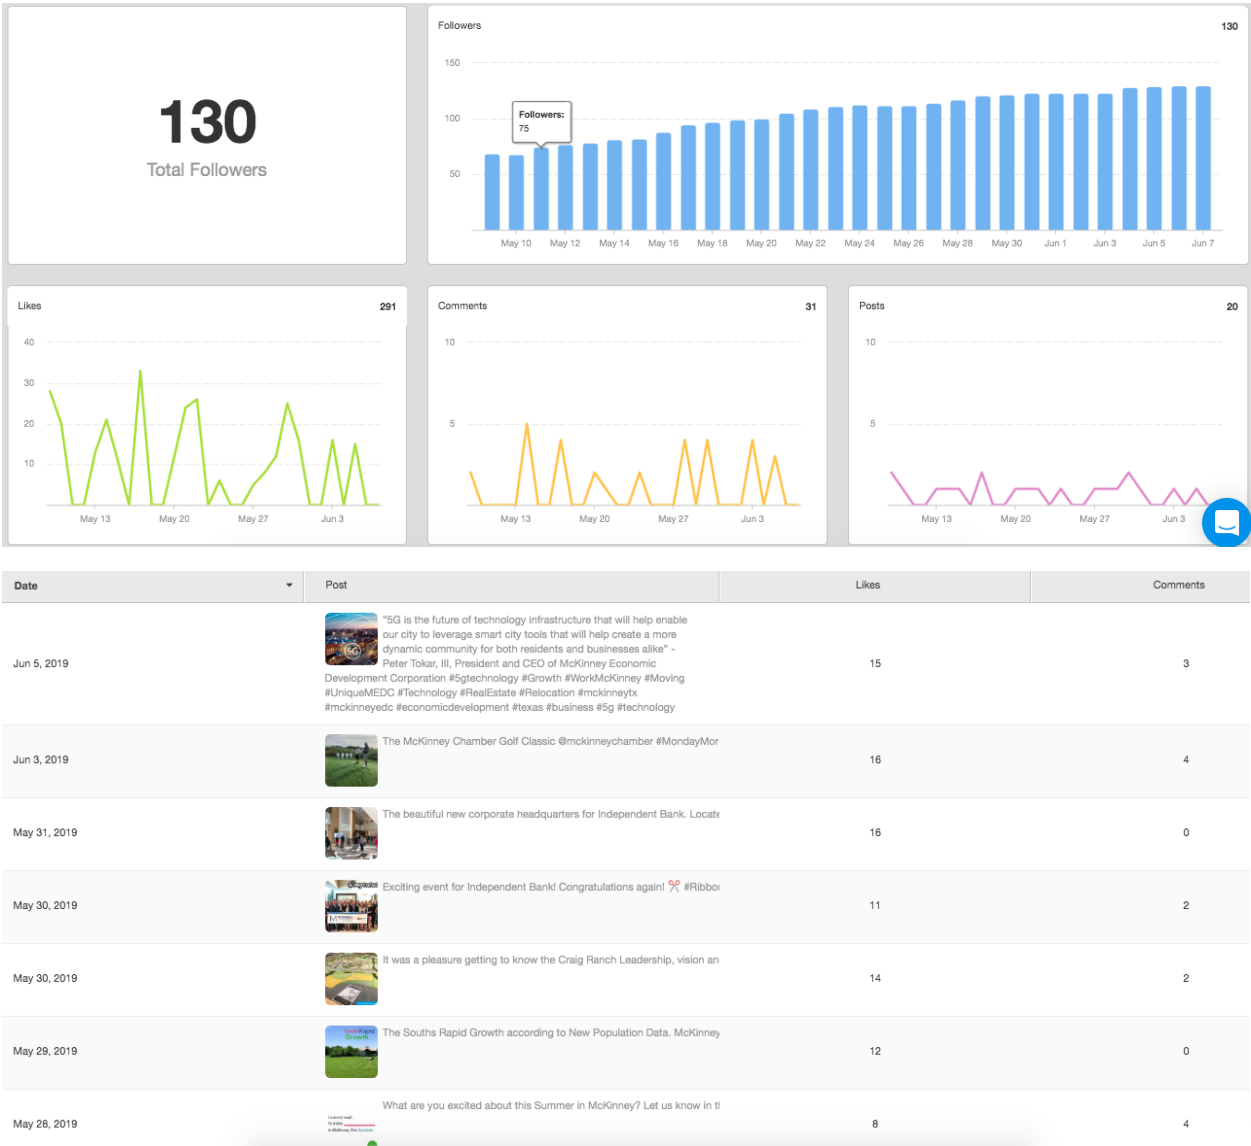 130
Total Followers
Followers 130
150
100
50
Followers:
75
May 10 May 12 May 14 May 16 May 18 May 20 May 22 May 24 May 26 May 28 May 30 Jun 1 Jun 3 Jun 5 Jun 7
Likes 291
40
30
20
10
May 13 May 20 May 27 Jun 3
Comments 31
10
5
May 13 May 20 May 27 Jun 3
Posts 20
10
5
May 13 May 20 May 27 Jun 3
Date Post Likes Comments
Jun 5, 2019
5G
"5G is the future of technology infrastructure that will help enable
our city to leverage smart city tools that will help create a more
dynamic community for both residents and businesses alike" -
Peter Tokar, III, President and CEO of McKinney Economic
Development Corporation #5gtechnology #Growth #WorkMcKinney #Moving
#UniqueMEDC #Technology #RealEstate #Relocation #mckinneytx
#mckinneyedc #economicdevelopment #texas #business #5g #technology
15 3
Jun 3, 2019 The McKinney Chamber Golf Classic @mckinneychamber #MondayMor 16 4
May 31, 2019 The beautiful new corporate headquarters for Independent Bank. Locate 16 0
May 30, 2019 Exciting event for Independent Bank! Congratulations again! ✂️ #Ribbo 11 2
May 30, 2019 It was a pleasure getting to know the Craig Ranch Leadership, vision an 14 2
May 29, 2019 The Souths Rapid Growth according to New Population Data. McKinney 12 0
South Rapid
Growth
May 28, 2019 What are you excited about this Summer in McKinney? Let us know in t 8 4